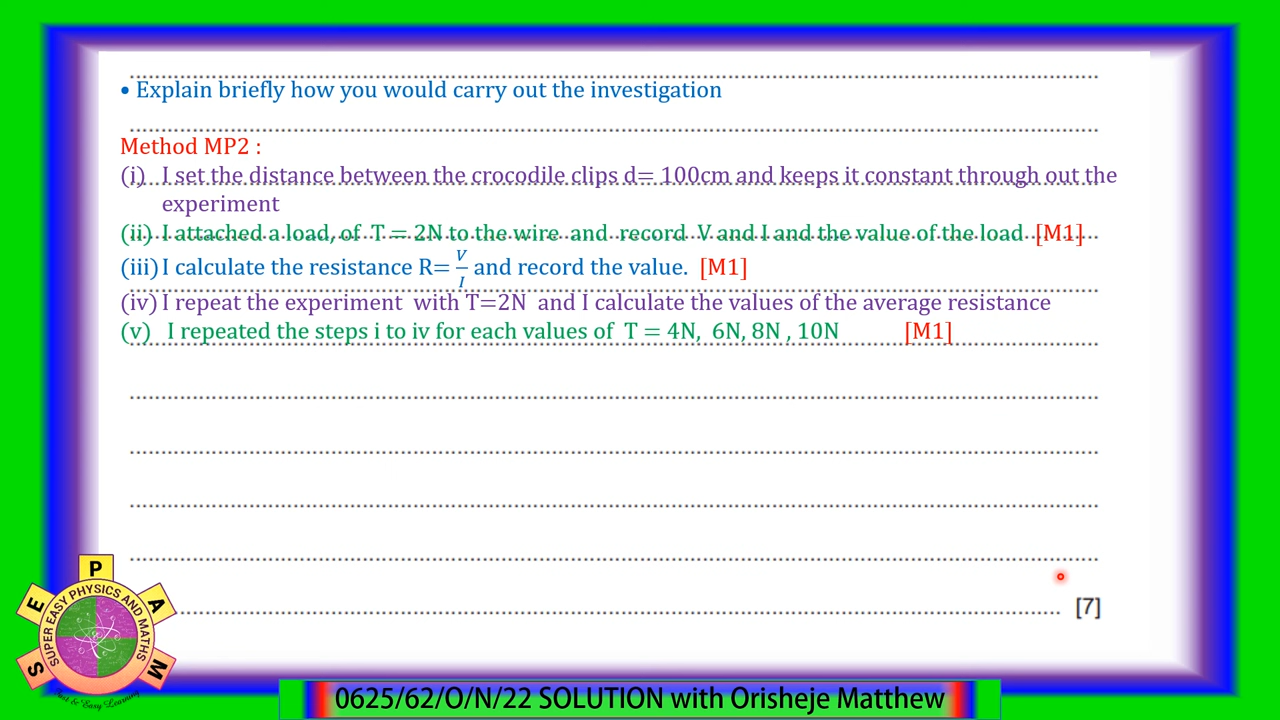 • Explain briefly how you would carry out the investigation
Method MP2 :
(i) I set the distance between the crocodile clips d= 100cm and keeps it constant through out the
experiment
(ii) I attached a load, of T = 2N to the wire and record V and I and the value of the load [M1]
(iii) I calculate the resistance R= V/I and record the value. [M1]
(iv) I repeat the experiment with T=2N and I calculate the values of the average resistance
(v) I repeated the steps i to iv for each values of T = 4N, 6N, 8N , 10N [M1]
[7]
S E P A M
SUPER EASY PHYSICS AND MATHS
Fast & Easy Learning
0625/62/O/N/22 SOLUTION with Orisheje Matthew